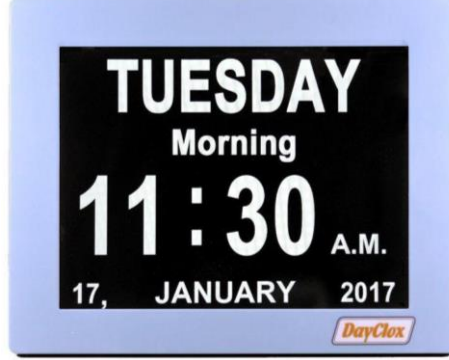 TUESDAY
Morning
11:30 A.M.
17, JANUARY 2017
DayClox